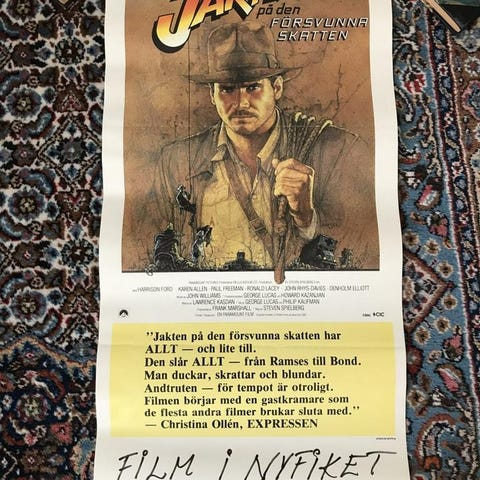 JAK
på den
FÖRSVUNNA
SKATTEN
HARRISON FORD KAREN ALLEN PAUL FREEMAN RONALD LACEY JOHN RHYS-DAVIES DENHOLM ELLIOTT
JOHN WILLIAMS GEORGE LUCAS HOWARD KAZANJIAN
LAWRENCE KASDAN GEORGE LUCAS PHILIP KAUFMAN
FRANK MARSHALL STEVEN SPIELBERG
EN PARAMOUNT FILM
CIC
"Jakten på den försvunna skatten har
ALLT — och lite till.
Den slår ALLT — från Ramses till Bond.
Man duckar, skrattar och blundar.
Andtruten — för tempot är otroligt.
Filmen börjar med en gastkramare som
de flesta andra filmer brukar sluta med."
— Christina Ollén, EXPRESSEN
FILM I NYFIKET